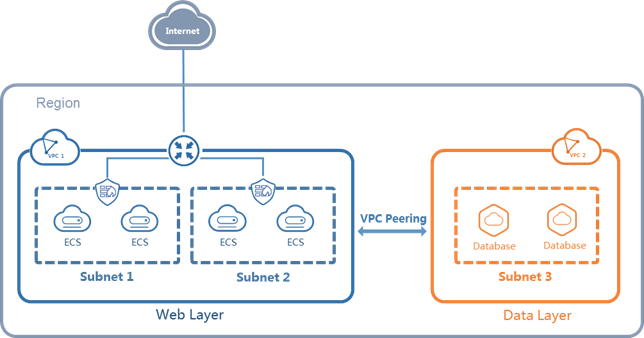 Internet
Region
VPC 1
VPC 2
ECS
ECS
ECS
ECS
VPC Peering
Database
Database
Subnet 1
Subnet 2
Subnet 3
Web Layer
Data Layer